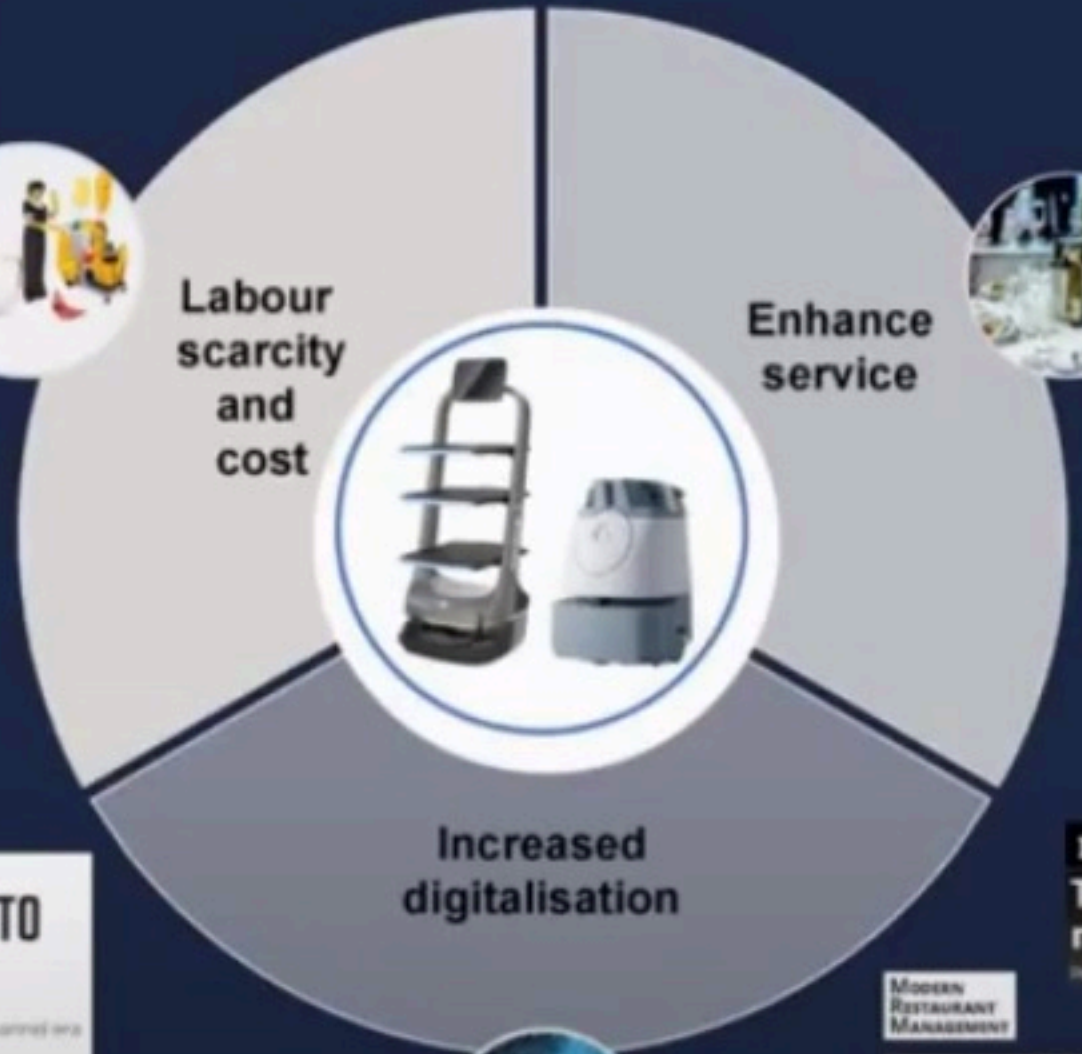 Labour
scarcity
and
cost
Enhance
service
Increased
digitalisation
TO
MODERN
RESTAURANT
MANAGEMENT